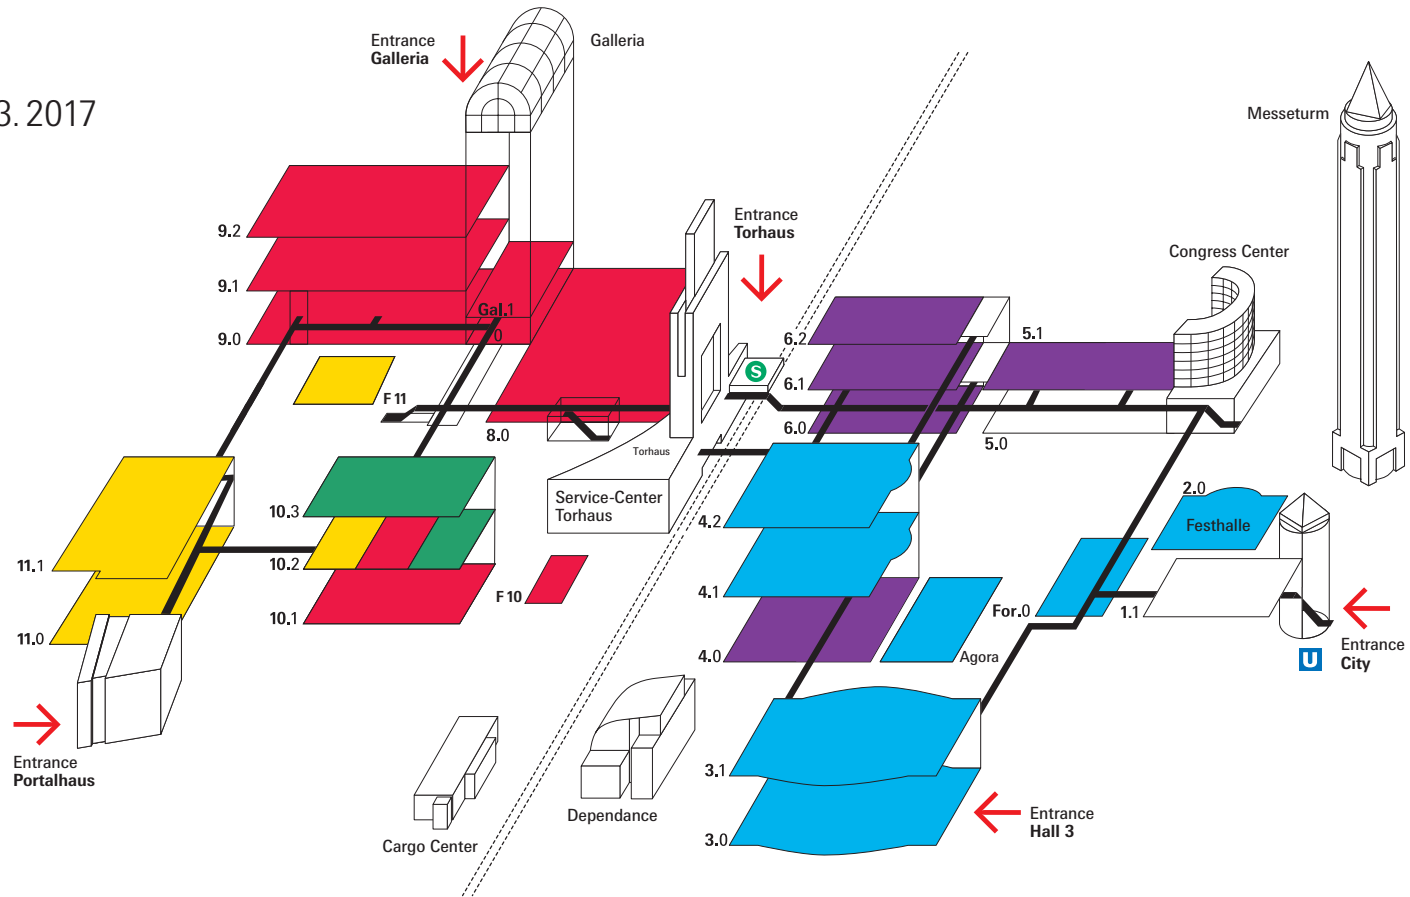 3. 2017
Entrance
Galleria
Galleria
Messeturm
Entrance
Torhaus
Congress Center
9.2
9.1
9.0
Gal.1
0
F 11
8.0
S
6.2
6.1
6.0
5.1
5.0
Torhaus
Service-Center
Torhaus
2.0
Festhalle
11.1
11.0
10.3
10.2
10.1
F 10
4.2
4.1
4.0
Agora
For.0
1.1
U
Entrance
City
Entrance
Portalhaus
Cargo Center
Dependance
3.1
3.0
Entrance
Hall 3